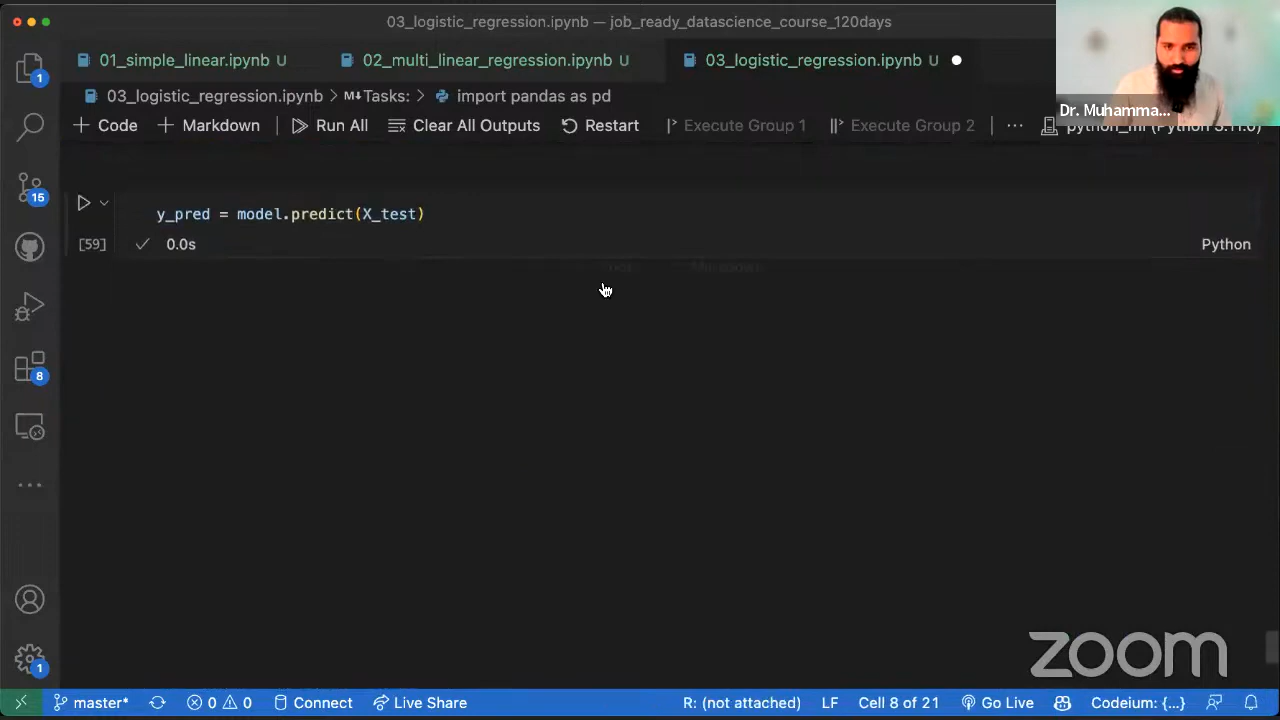 03_logistic_regression.ipynb — job_ready_datascience_course_120days
01_simple_linear.ipynb U
02_multi_linear_regression.ipynb U
03_logistic_regression.ipynb U
03_logistic_regression.ipynb > M↓Tasks: > import pandas as pd
Dr. Muhamma...
+ Code + Markdown Run All Clear All Outputs Restart Execute Group 1 Execute Group 2 ...
1
15
8
1
y_pred = model.predict(X_test)
[59] 0.0s Python
zoom
master* 0 0 Connect Live Share R: (not attached) LF Cell 8 of 21 Go Live Codeium: {...}